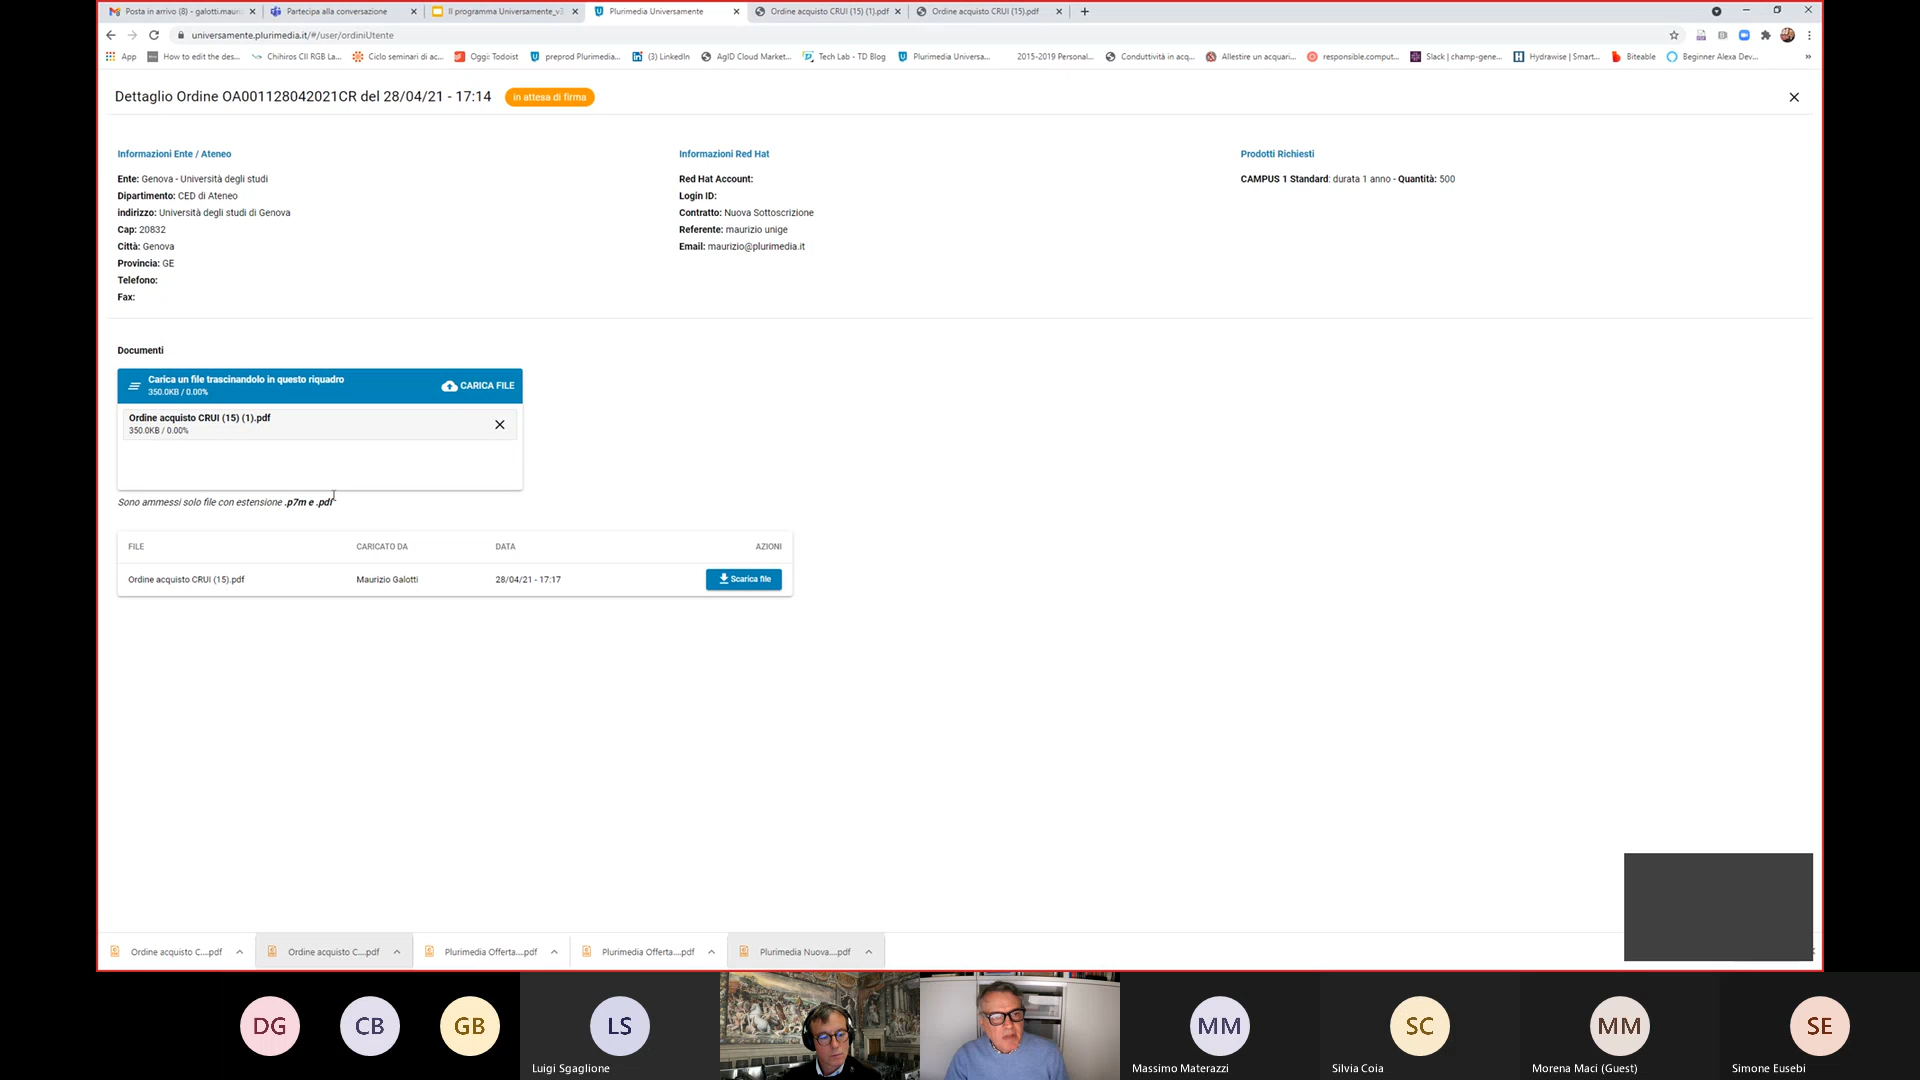 Posta in arrivo (8) - galotti.maur
Partecipa alla conversazione
Il programma Universamente_v3
Plurimedia Universamente
Ordine acquisto CRUI (15) (1).pdf
Ordine acquisto CRUI (15).pdf
universamente.plurimedia.it/#/user/ordiniUtente
App
How to edit the des...
Chihiros CII RGB La...
Ciclo seminari di ac...
Oggi: Todoist
preprod Plurimedia...
(3) LinkedIn
AgID Cloud Market...
Tech Lab - TD Blog
Plurimedia Universa...
2015-2019 Personal...
Conduttività in acq...
Allestire un acquari...
responsible.comput...
Slack | champ-gene...
Hydrawise | Smart...
Biteable
Beginner Alexa Dev...
»
Dettaglio Ordine OA001128042021CR del 28/04/21 - 17:14
in attesa di firma
Informazioni Ente / Ateneo
Ente: Genova - Università degli studi
Dipartimento: CED di Ateneo
indirizzo: Università degli studi di Genova
Cap: 20832
Città: Genova
Provincia: GE
Telefono:
Fax:
Informazioni Red Hat
Red Hat Account:
Login ID:
Contratto: Nuova Sottoscrizione
Referente: maurizio unige
Email: maurizio@plurimedia.it
Prodotti Richiesti
CAMPUS 1 Standard: durata 1 anno - Quantità: 500
Documenti
Carica un file trascinandolo in questo riquadro
350.0KB / 0.00%
CARICA FILE
Ordine acquisto CRUI (15) (1).pdf
350.0KB / 0.00%
Sono ammessi solo file con estensione .p7m e .pdf
FILE CARICATO DA DATA AZIONI
Ordine acquisto CRUI (15).pdf Maurizio Galotti 28/04/21 - 17:17 Scarica file
Ordine acquisto C....pdf
Ordine acquisto C....pdf
Plurimedia Offerta....pdf
Plurimedia Offerta....pdf
Plurimedia Nuova....pdf
DG
CB
GB
LS
Luigi Sgaglione
MM
Massimo Materazzi
SC
Silvia Coia
MM
Morena Maci (Guest)
SE
Simone Eusebi